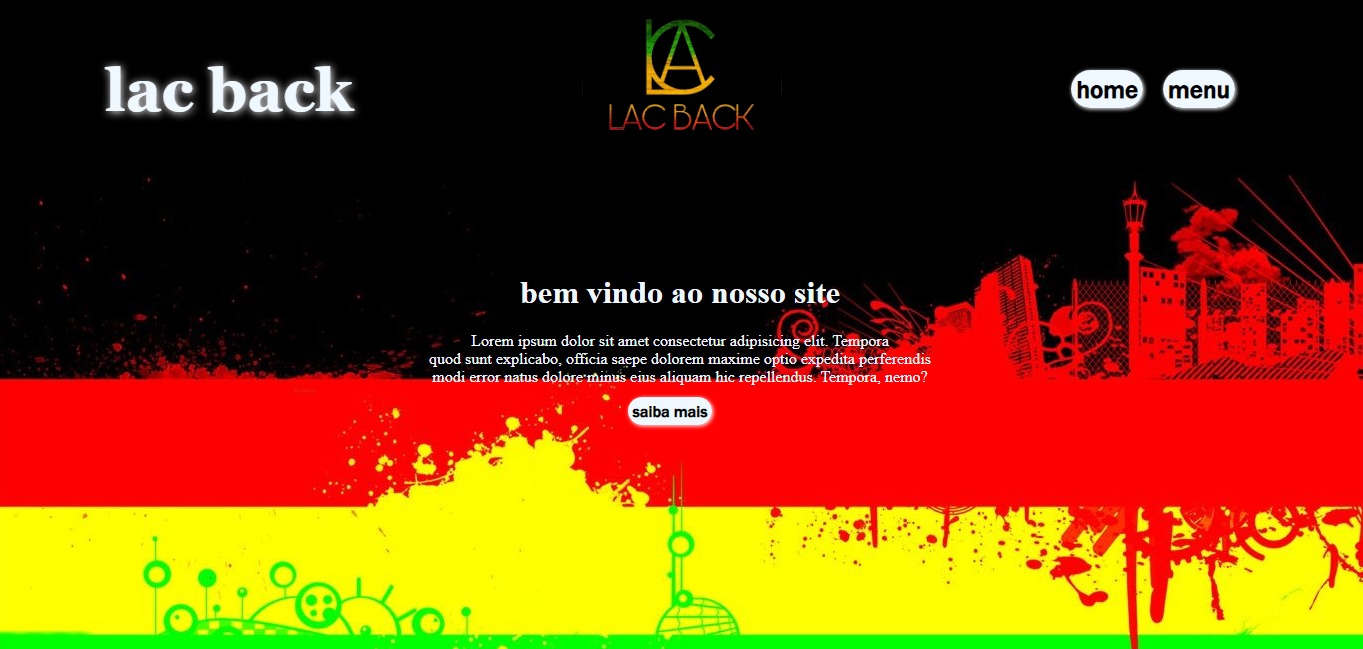 lac back
LAC BACK
home
menu
bem vindo ao nosso site
Lorem ipsum dolor sit amet consectetur adipisicing elit. Tempora
quod sunt explicabo, officia saepe dolorem maxime optio expedita perferendis
modi error natus dolore minus eius aliquam hic repellendus. Tempora, nemo?
saiba mais